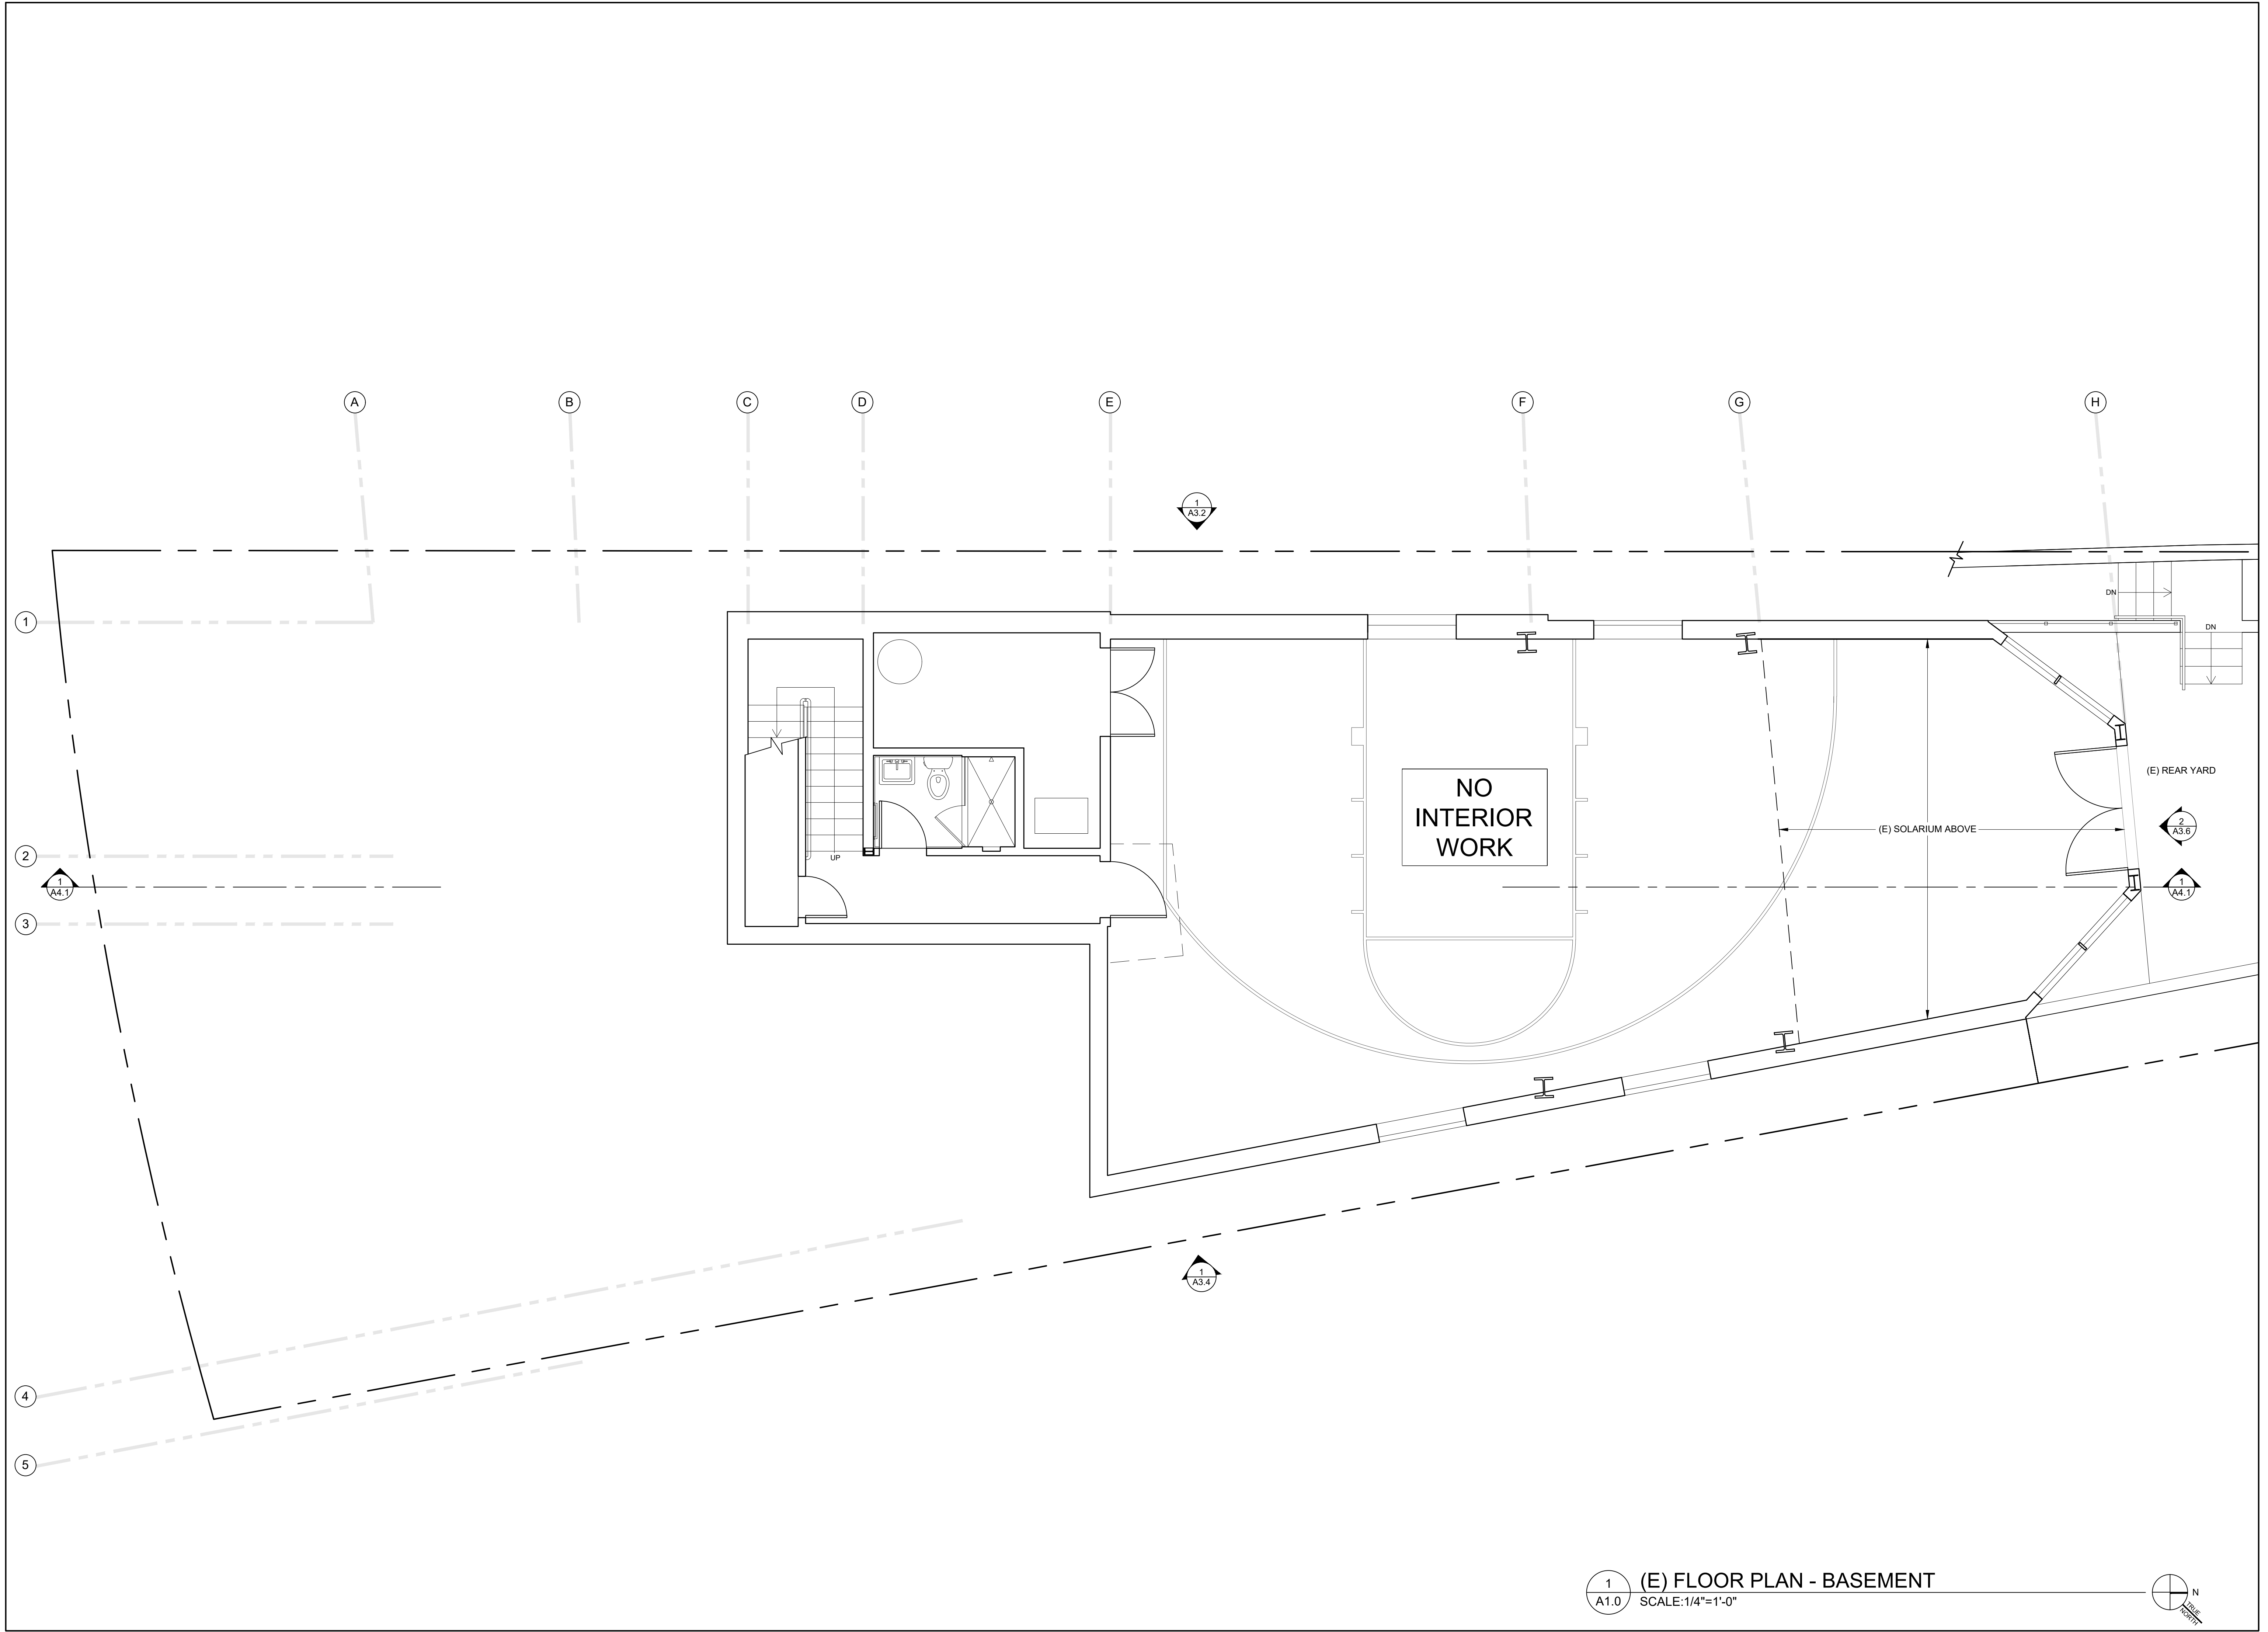 A
B
C
D
E
F
G
H
1
A3.2
1
DN
DN
(E) REAR YARD
NO
INTERIOR
WORK
2
A3.6
(E) SOLARIUM ABOVE
2
UP
1
A4.1
1
A4.1
3
1
A3.4
4
5
1
A1.0
(E) FLOOR PLAN - BASEMENT
SCALE:1/4"=1'-0"
N
TRUE
NORTH